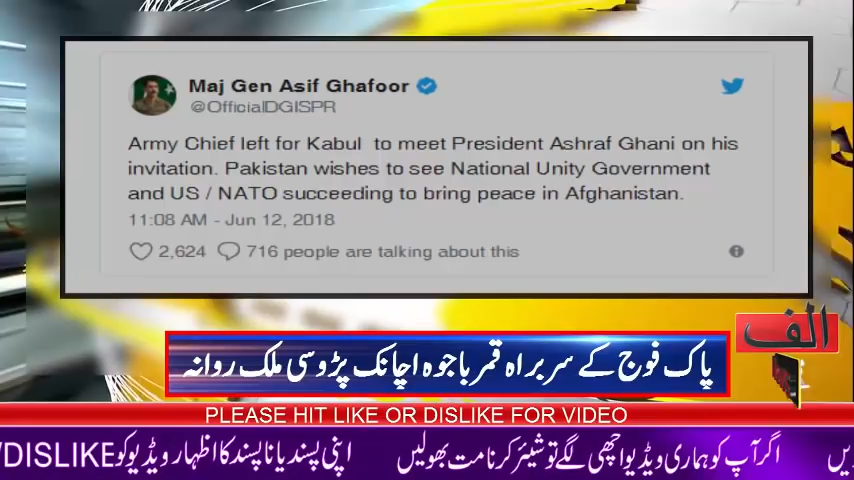 Maj Gen Asif Ghafoor
@OfficialDGISPR
Army Chief left for Kabul to meet President Ashraf Ghani on his
invitation. Pakistan wishes to see National Unity Government
and US / NATO succeeding to bring peace in Afghanistan.
11:08 AM - Jun 12, 2018
2,624 716 people are talking about this
الف
پاک فوج کے سربراہ قمر باجوہ اچانک پڑوسی ملک روانہ
PLEASE HIT LIKE OR DISLIKE FOR VIDEO
اگر آپ کو ہماری ویڈیو اچھی لگے تو شیئر کرنا مت بھولیں اپنی پسند یا ناپسند کا اظہار ویڈیو کو /DISLIKE